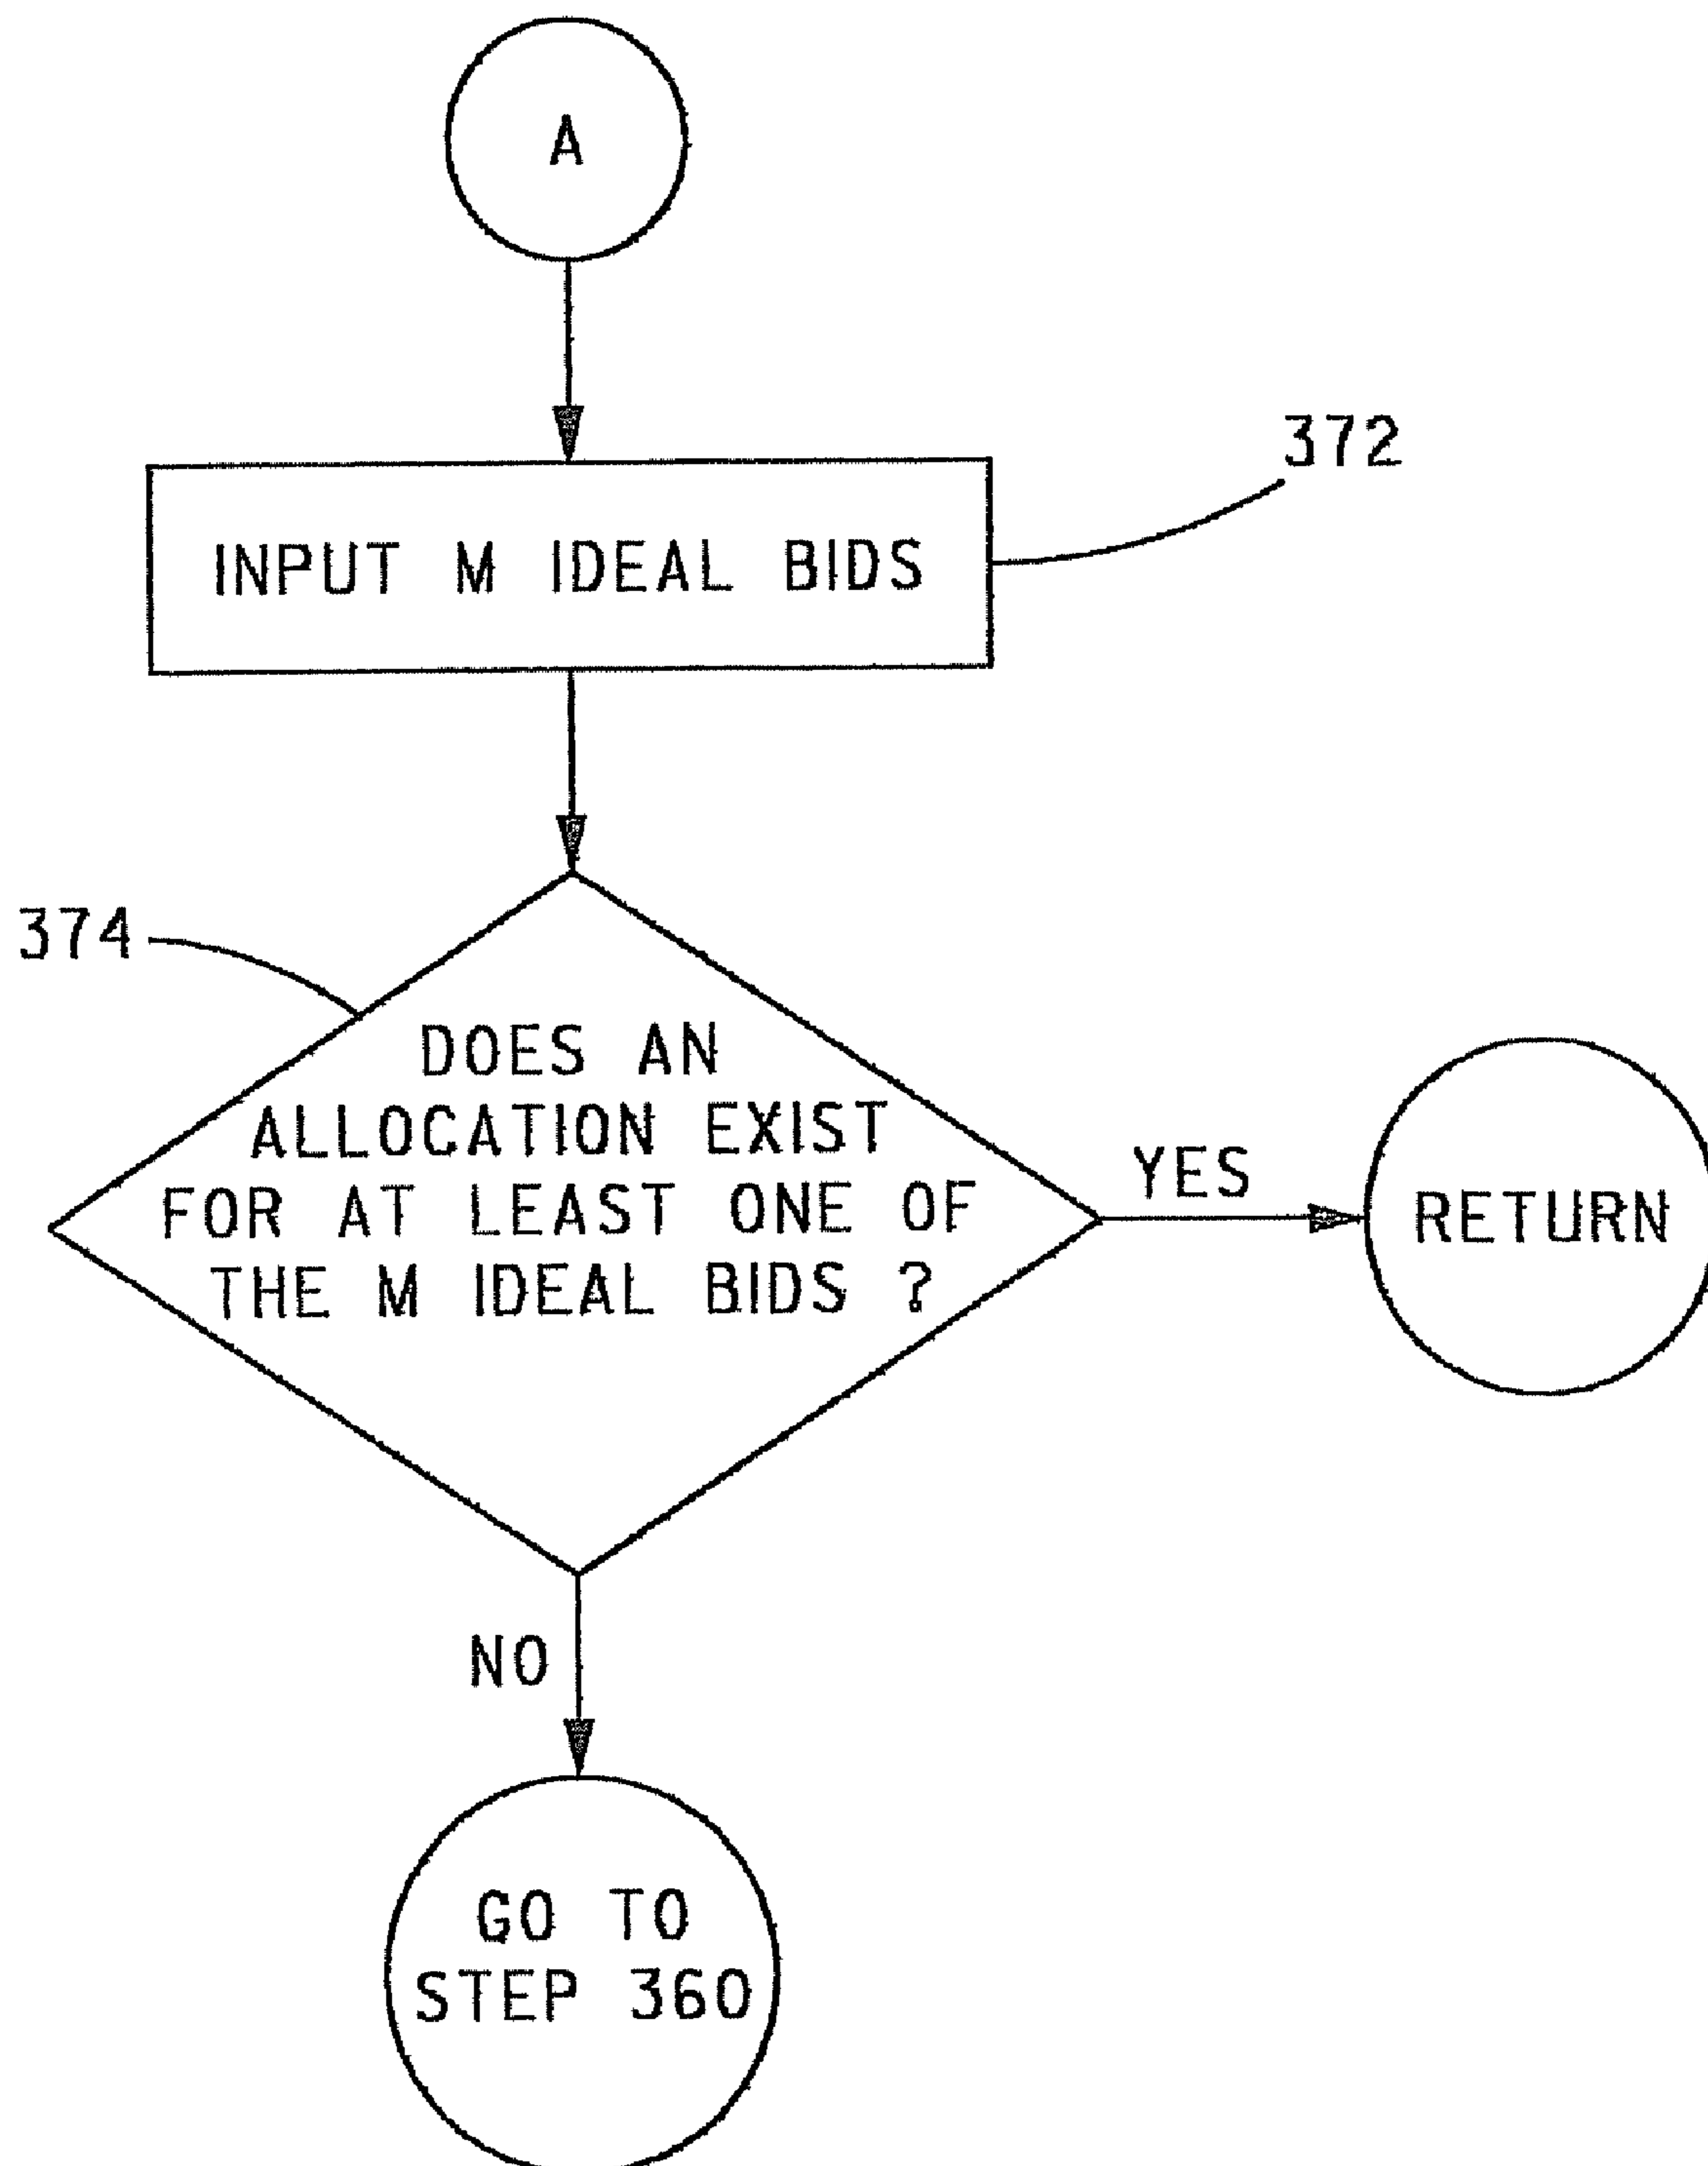 A
372
INPUT M IDEAL BIDS
374
DOES AN
ALLOCATION EXIST
FOR AT LEAST ONE OF
THE M IDEAL BIDS ?
YES
RETURN
NO
GO TO
STEP 360